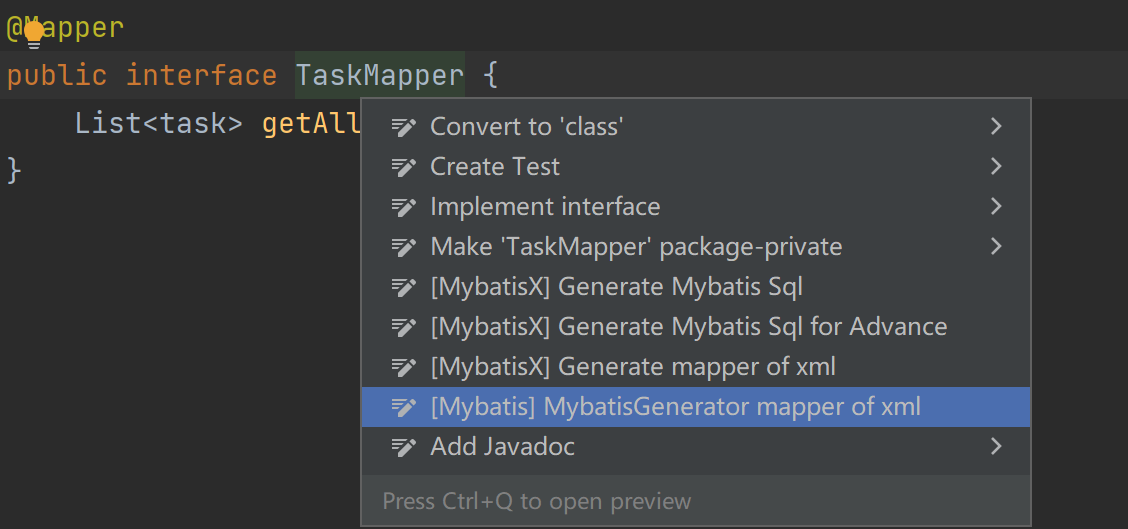 @Mapper
public interface TaskMapper {
List<task> getAll
}
Convert to 'class'
Create Test
Implement interface
Make 'TaskMapper' package-private
[MybatisX] Generate Mybatis Sql
[MybatisX] Generate Mybatis Sql for Advance
[MybatisX] Generate mapper of xml
[Mybatis] MybatisGenerator mapper of xml
Add Javadoc
Press Ctrl+Q to open preview